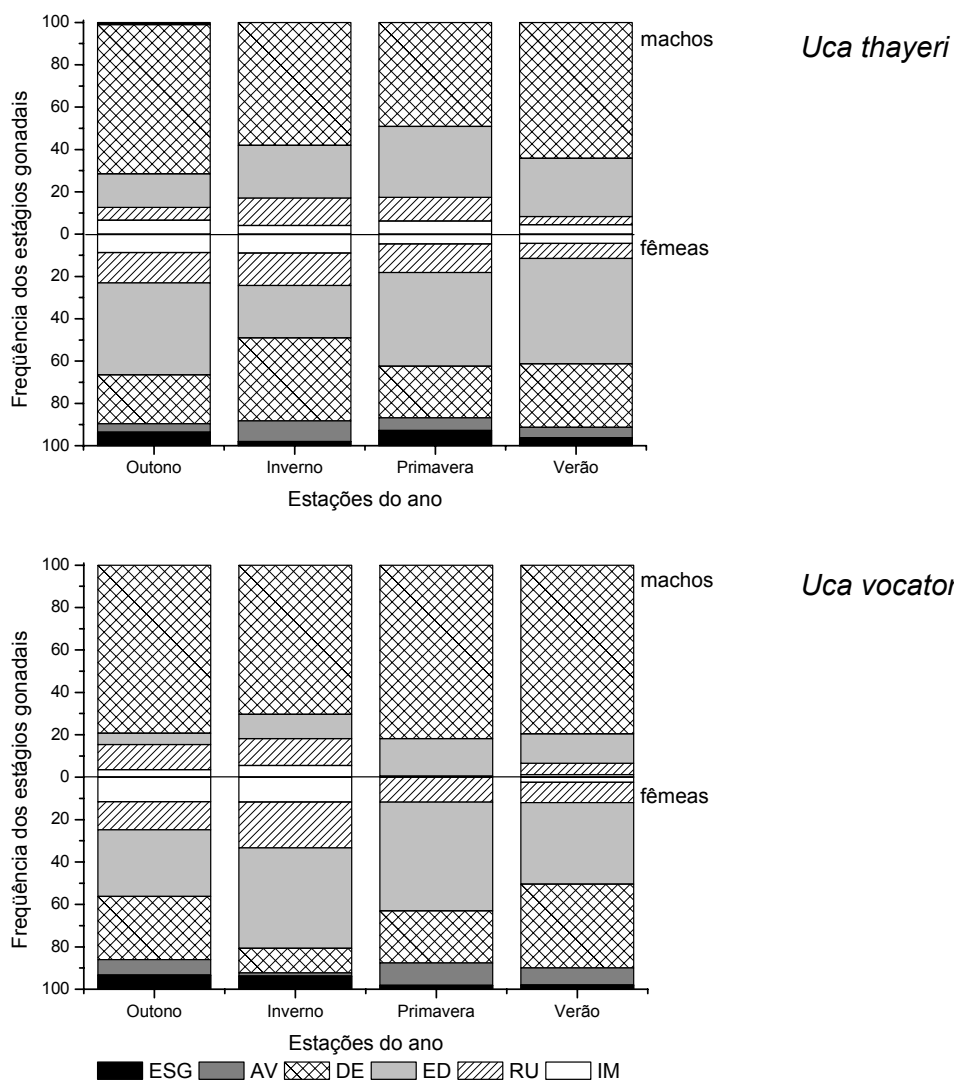 Uca thayeri
Freqüência dos estágios gonadais
100
80
60
40
20
0
20
40
60
80
100
machos
fêmeas
Outono Inverno Primavera Verão
Estações do ano
Uca vocator
Freqüência dos estágios gonadais
100
80
60
40
20
0
20
40
60
80
100
machos
fêmeas
Outono Inverno Primavera Verão
Estações do ano
ESG AV DE ED RU IM